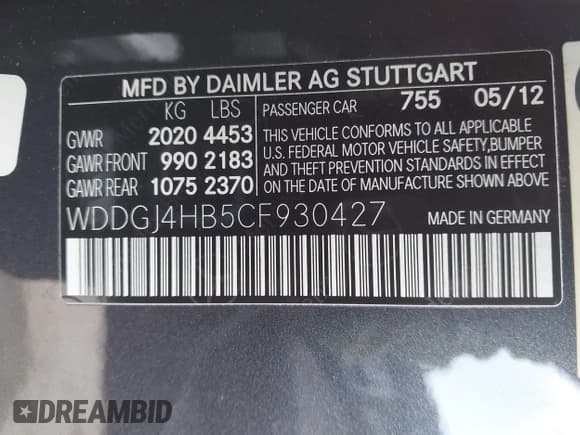 MFD BY DAIMLER AG STUTTGART
KG LBS PASSENGER CAR 755 05/12
GVWR 2020 4453
GAWR FRONT 990 2183
GAWR REAR 1075 2370
THIS VEHICLE CONFORMS TO ALL APPLICABLE
U.S. FEDERAL MOTOR VEHICLE SAFETY,BUMPER
AND THEFT PREVENTION STANDARDS IN EFFECT
ON THE DATE OF MANUFACTURE SHOWN ABOVE.
WDDGJ4HB5CF930427 MADE IN GERMANY
DREAMBID